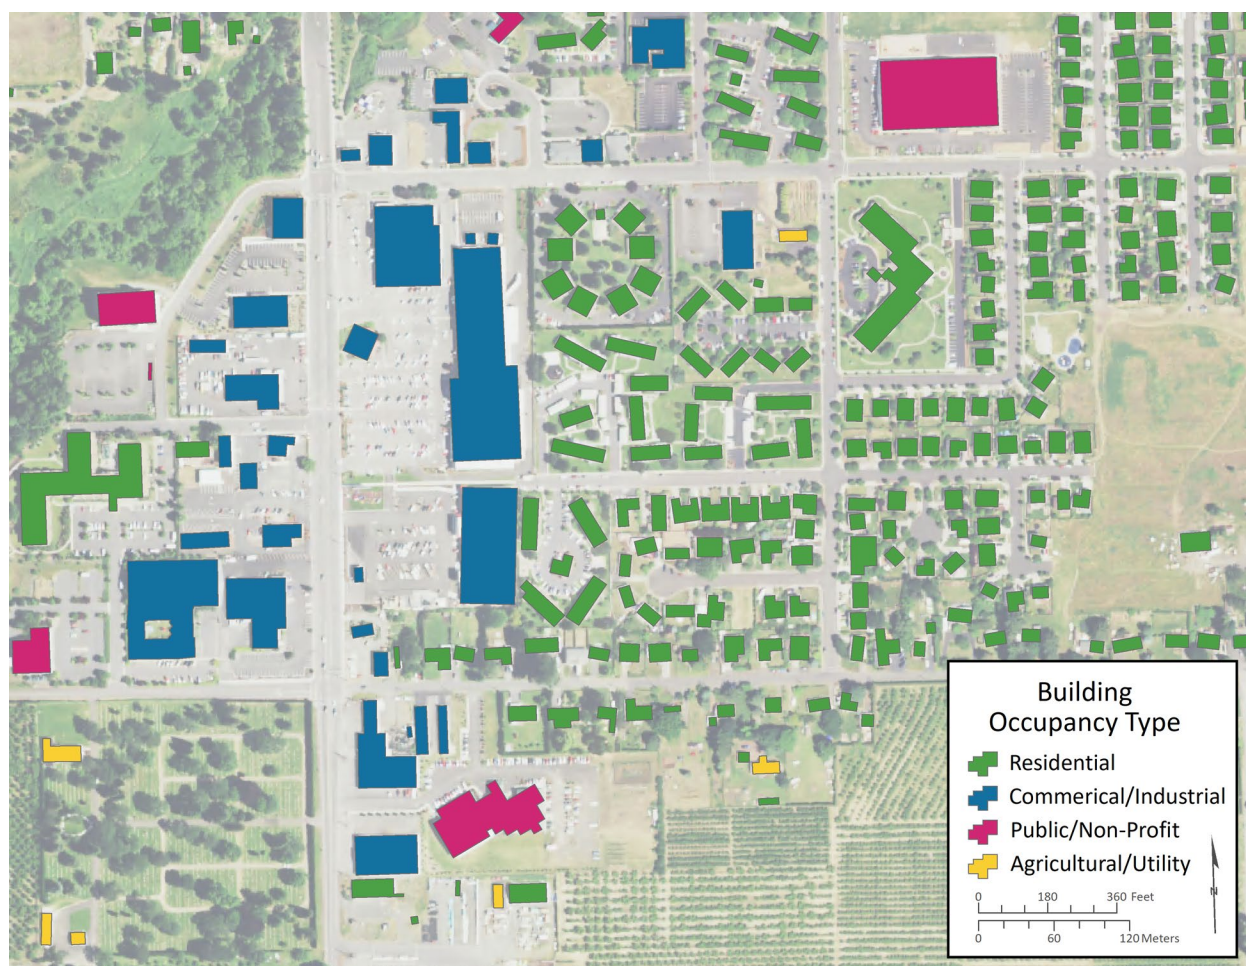 Building
Occupancy Type
Residential
Commerical/Industrial
Public/Non-Profit
Agricultural/Utility
0 180 360 Feet
0 60 120 Meters
N